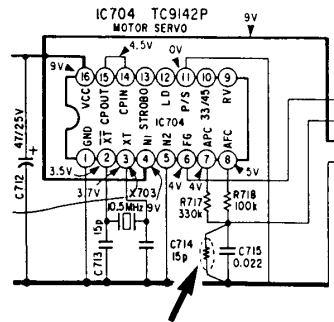 IC704 TC9142P
MOTOR SERVO
9V
4.5V
0V
9V
16 15 14 13 12 11 10 9
VCC CPOUT CPIN STROBO LD P/S 33/45 RV
IC704
GND XT XT N1 N2 FG APC AFC
1 2 3 4 5 6 7 8
47/25V
C712
3.5V
3.7V
X703
10.5MHz 9V
4V
4V
5V
R717
330k
R718
100k
15p
C713
C714
15p
C715
0.022